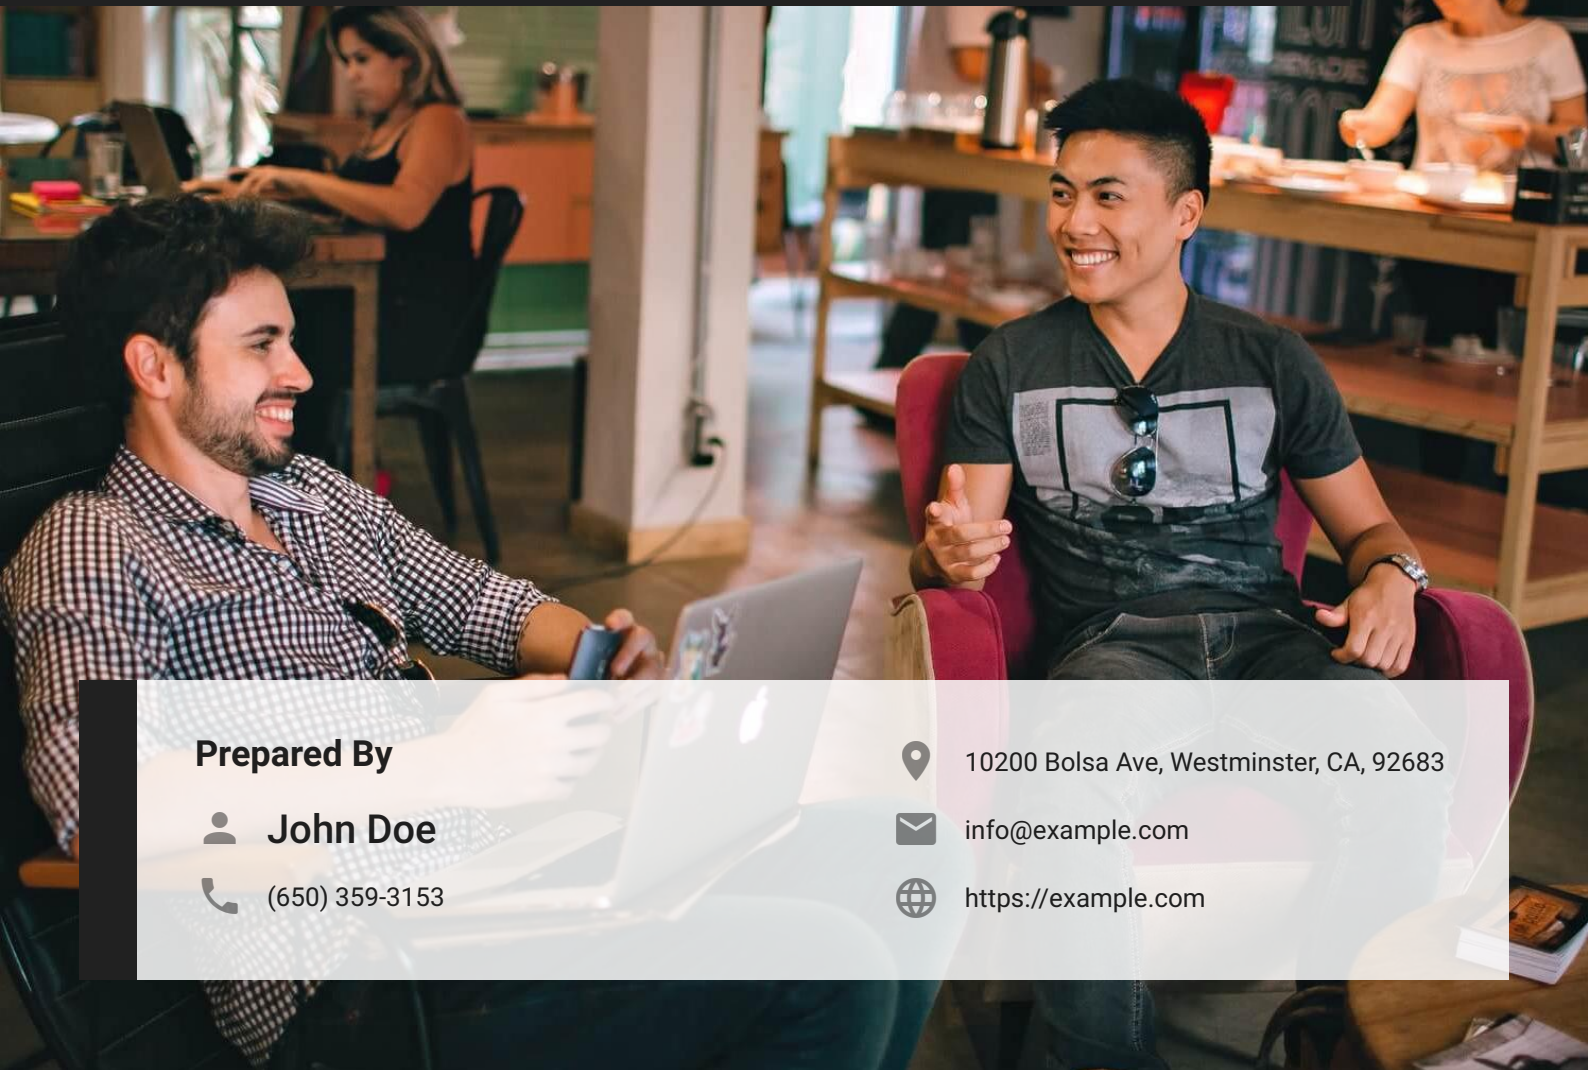 Prepared By
John Doe
(650) 359-3153
10200 Bolsa Ave, Westminster, CA, 92683
info@example.com
https://example.com